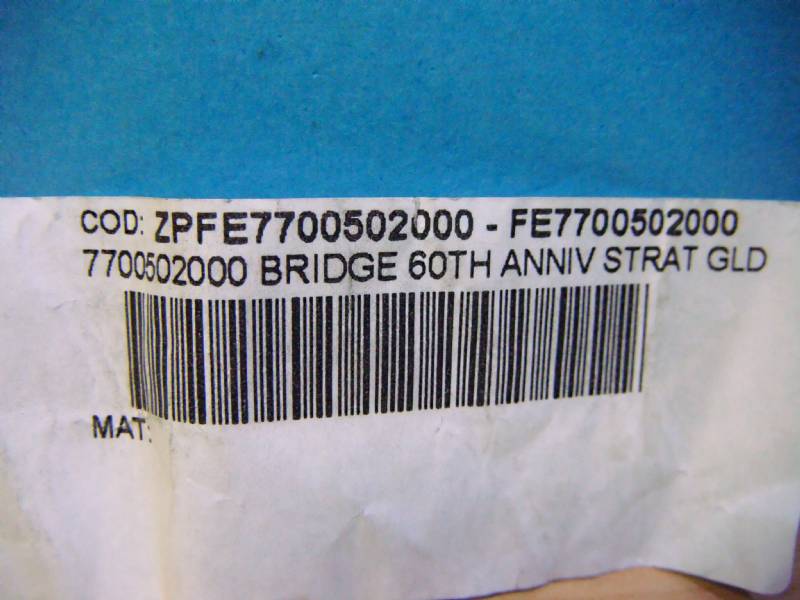 COD: ZPFE7700502000 - FE7700502000
7700502000 BRIDGE 60TH ANNIV STRAT GLD
MAT: